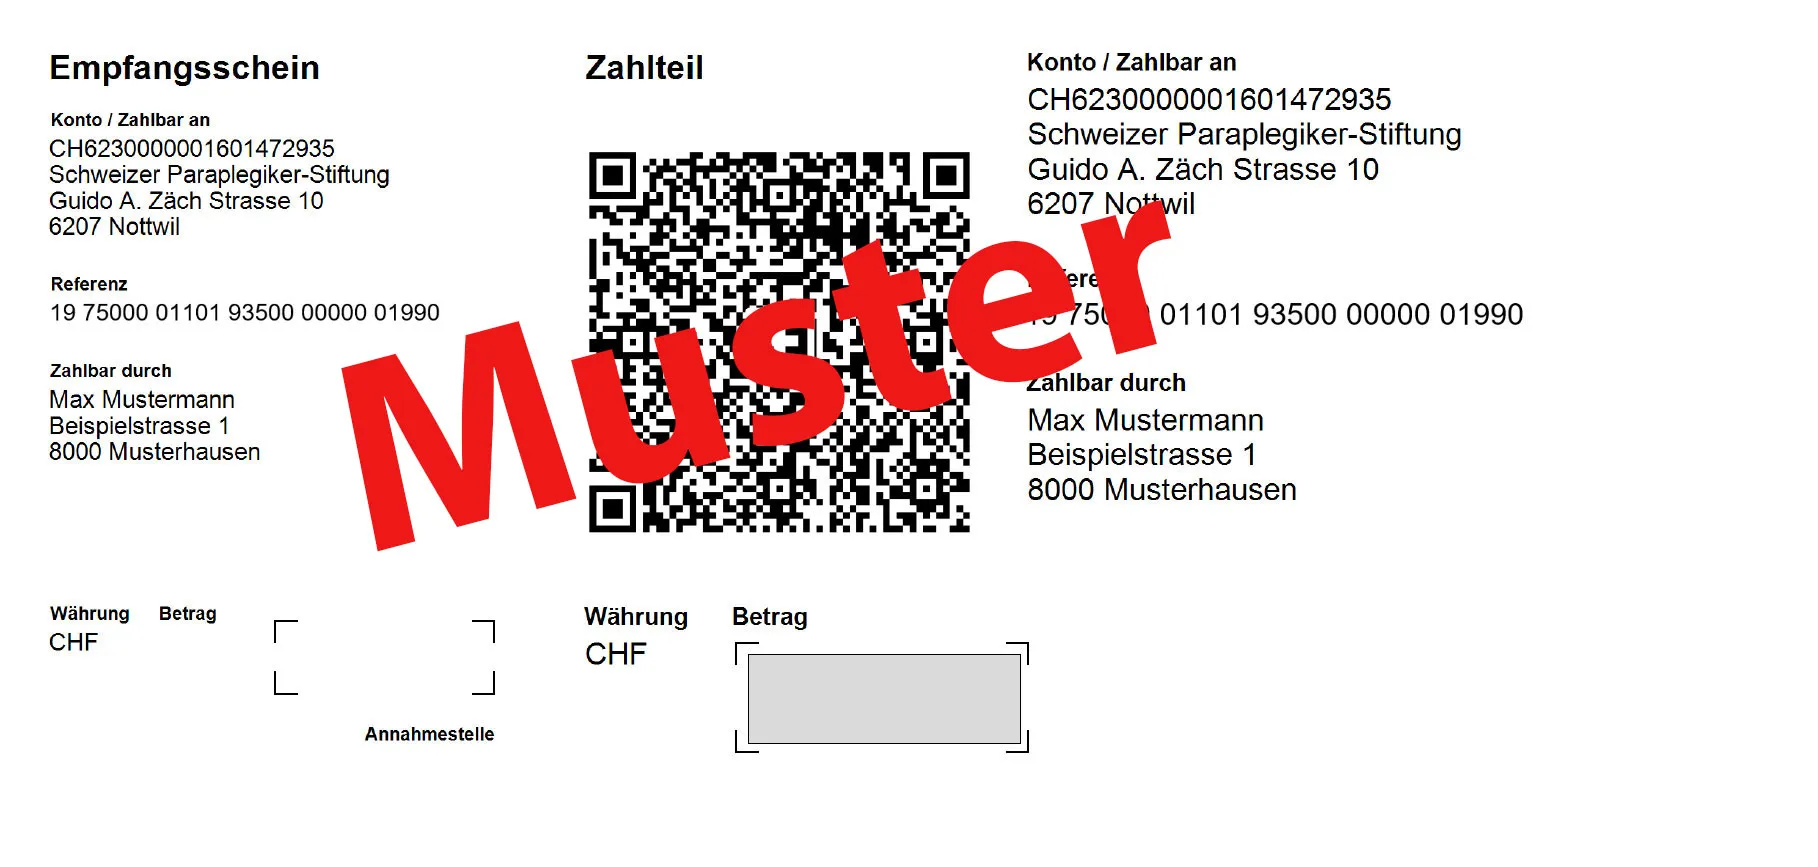 Empfangsschein
Konto / Zahlbar an
CH6230000001601472935
Schweizer Paraplegiker-Stiftung
Guido A. Zäch Strasse 10
6207 Nottwil
Referenz
19 75000 01101 93500 00000 01990
Zahlbar durch
Max Mustermann
Beispielstrasse 1
8000 Musterhausen
Währung Betrag
CHF
Annahmestelle
Zahlteil
Währung Betrag
CHF
Konto / Zahlbar an
CH6230000001601472935
Schweizer Paraplegiker-Stiftung
Guido A. Zäch Strasse 10
6207 Nottwil
Referenz
19 75000 01101 93500 00000 01990
Zahlbar durch
Max Mustermann
Beispielstrasse 1
8000 Musterhausen
Muster